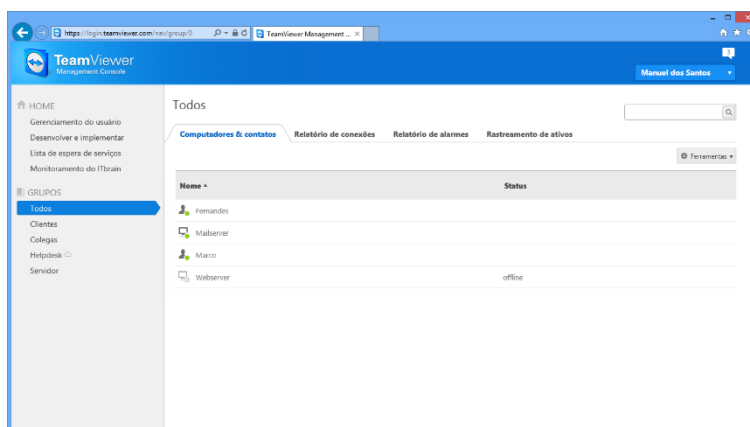 https://login.teamviewer.com/nav/group/0
TeamViewer Management ...
TeamViewer
Management Console
3
Manuel dos Santos
HOME
Gerenciamento do usuário
Desenvolver e implementar
Lista de espera de serviços
Monitoramento do ITbrain
GRUPOS
Todos
Clientes
Colegas
Helpdesk
Servidor
Todos
Computadores & contatos Relatório de conexões Relatório de alarmes Rastreamento de ativos
Ferramentas
Nome Status
Fernandes
Mailserver
Marco
Webserver offline